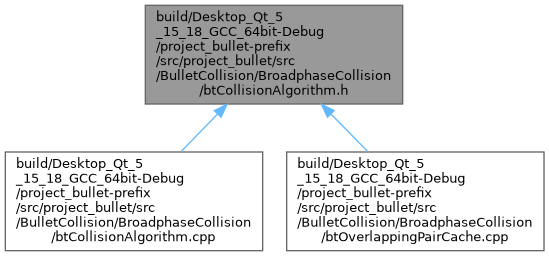 build/Desktop_Qt_5
_15_18_GCC_64bit-Debug
/project_bullet-prefix
/src/project_bullet/src
/BulletCollision/BroadphaseCollision
/btCollisionAlgorithm.h
build/Desktop_Qt_5
_15_18_GCC_64bit-Debug
/project_bullet-prefix
/src/project_bullet/src
/BulletCollision/BroadphaseCollision
/btCollisionAlgorithm.cpp
build/Desktop_Qt_5
_15_18_GCC_64bit-Debug
/project_bullet-prefix
/src/project_bullet/src
/BulletCollision/BroadphaseCollision
/btOverlappingPairCache.cpp